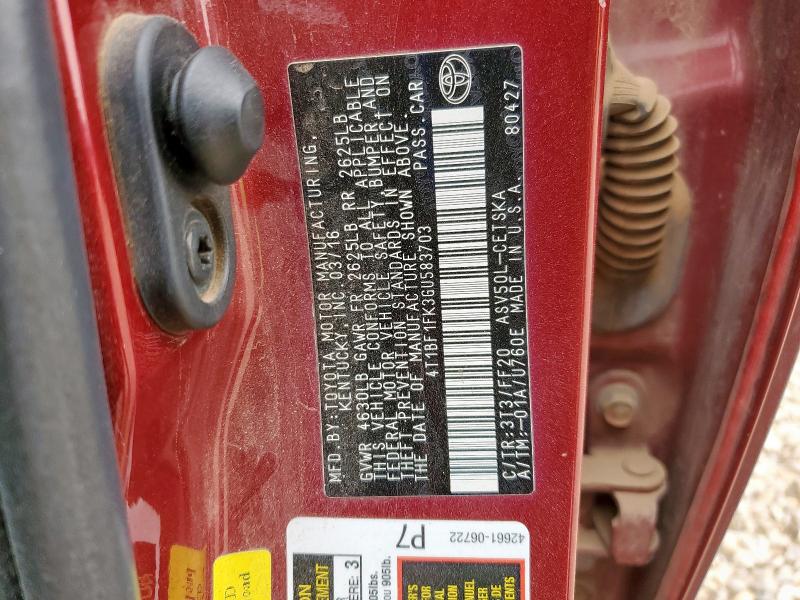 MFD BY: TOYOTA MOTOR MANUFACTURING,
KENTUCKY, INC 03/16
GVWR 4630LB GAWR FR 2625LB RR 2625LB
THIS VEHICLE CONFORMS TO ALL APPLICABLE
FEDERAL MOTOR VEHICLE SAFETY BUMPER AND
THEFT PREVENTION STANDARDS IN EFFECT ON
THE DATE OF MANUFACTURE SHOWN ABOVE.
4T1BF1FK3GU583703 PASS. CAR
C/TR:3T3/FF20 ASV50L-CETSKA
A/TM:-01A/U760E MADE IN U.S.A. 80427
P7
42661-06722
3